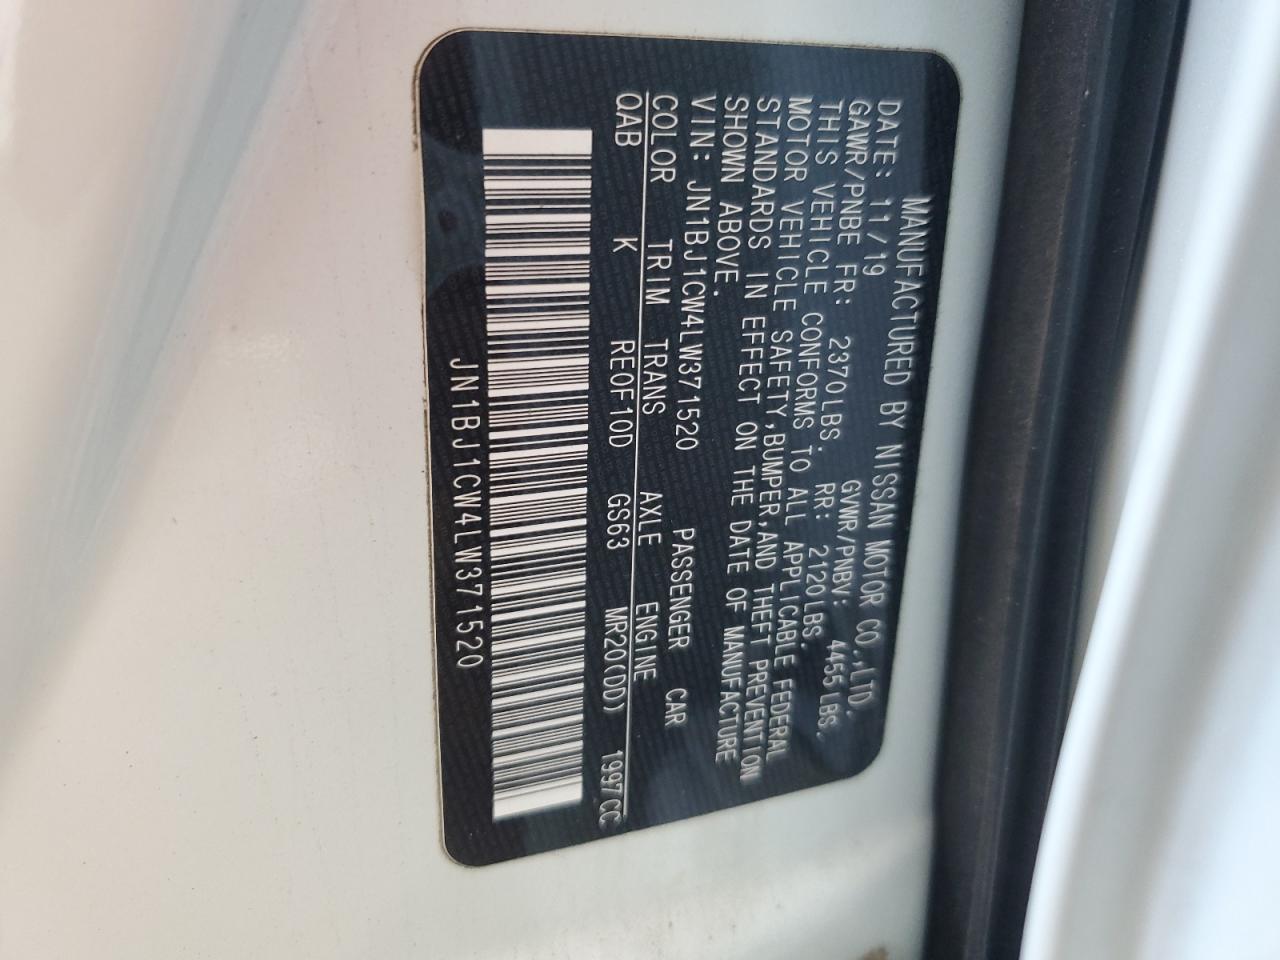 MANUFACTURED BY NISSAN MOTOR CO.,LTD.
DATE: 11/19 GVWR/PNBV: 4455LBS.
GAWR/PNBE FR: 2370LBS. RR: 2120LBS.
THIS VEHICLE CONFORMS TO ALL APPLICABLE FEDERAL
MOTOR VEHICLE SAFETY,BUMPER,AND THEFT PREVENTION
STANDARDS IN EFFECT ON THE DATE OF MANUFACTURE
SHOWN ABOVE.
VIN: JN1BJ1CW4LW371520 PASSENGER CAR
COLOR TRIM TRANS AXLE ENGINE
QAB K RE0F10D GS63 MR20(DD) 1997CC
JN1BJ1CW4LW371520